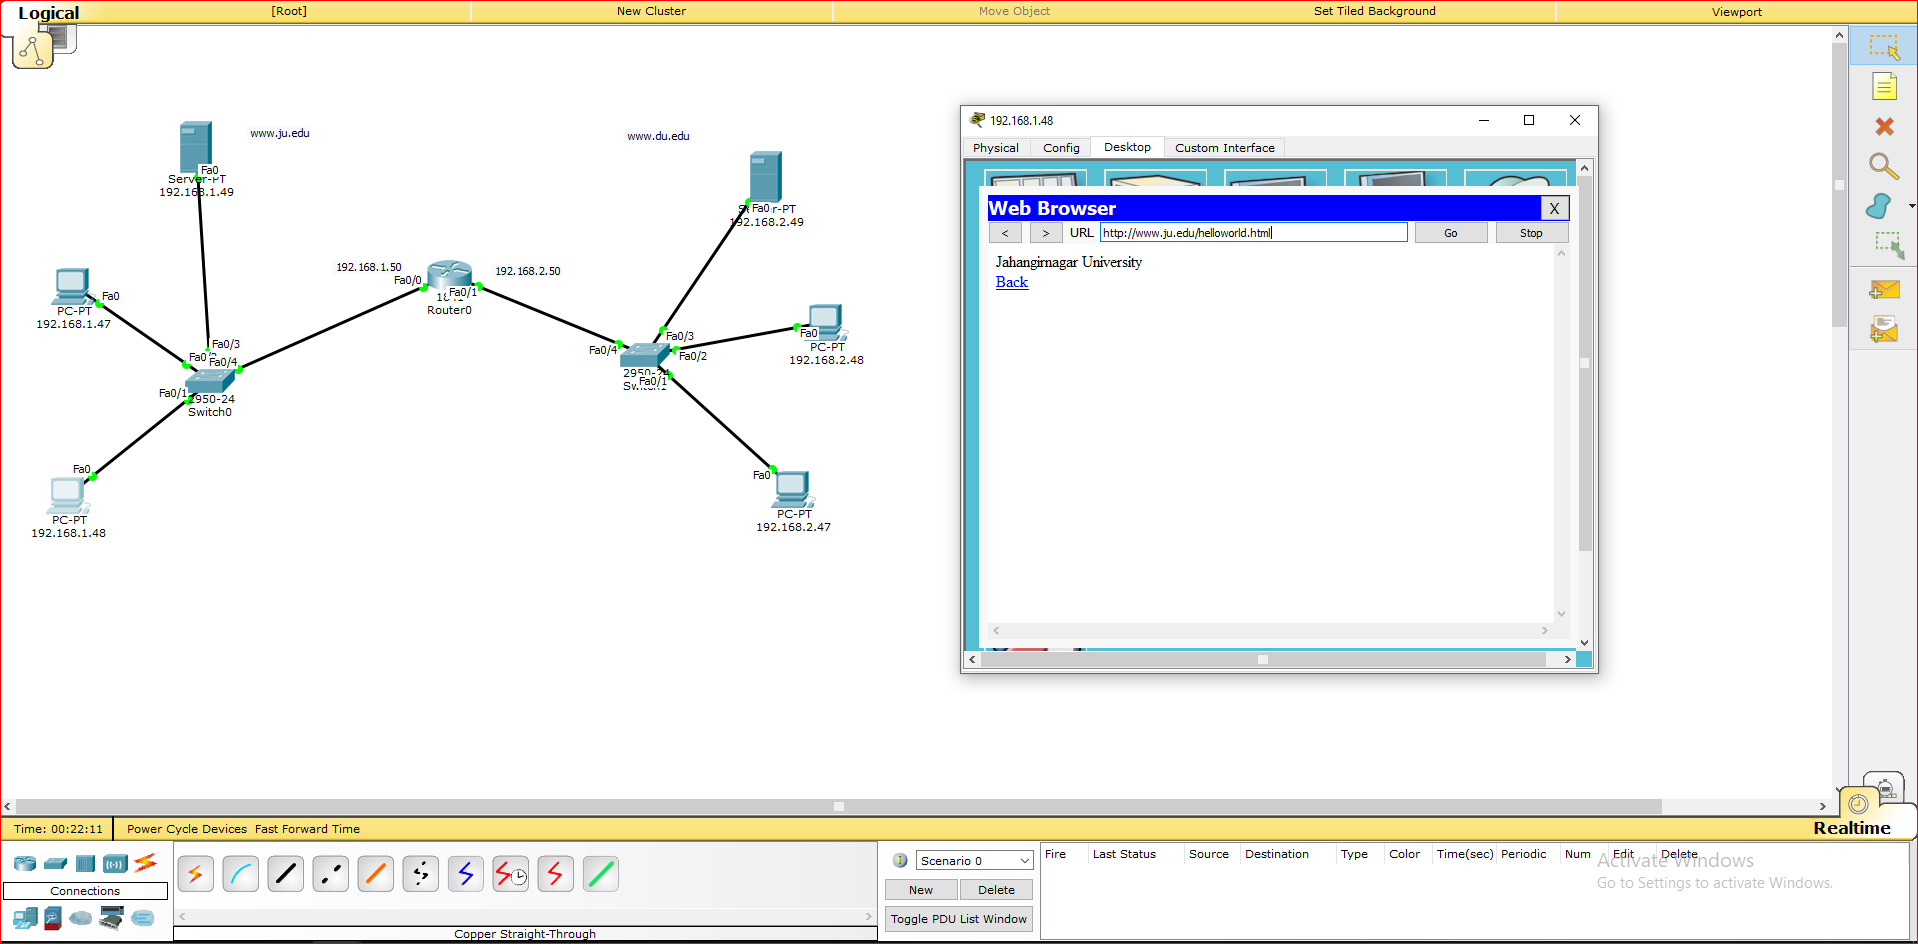 Logical
[Root]
New Cluster
Move Object
Set Tiled Background
Viewport
www.ju.edu
Fa0
Server-PT
192.168.1.49
www.du.edu
Fa0
-PT
192.168.2.49
192.168.1.50
192.168.2.50
Fa0/0
Fa0/1
Router0
Fa0
PC-PT
192.168.1.47
Fa0/3
Fa0/4
Fa0/1
2950-24
Switch0
Fa0
PC-PT
192.168.1.48
Fa0/4
Fa0/3
Fa0/2
Fa0/1
Fa0
PC-PT
192.168.2.48
Fa0
PC-PT
192.168.2.47
192.168.1.48
Physical
Config
Desktop
Custom Interface
Web Browser
X
<
>
URL
http://www.ju.edu/helloworld.html
Go
Stop
Jahangirnagar University
Back
Time: 00:22:11
Power Cycle Devices Fast Forward Time
Realtime
Connections
Copper Straight-Through
Scenario 0
New
Delete
Toggle PDU List Window
Fire
Last Status
Source
Destination
Type
Color
Time(sec)
Periodic
Num
Edit
Delete
Activate Windows
Go to Settings to activate Windows.